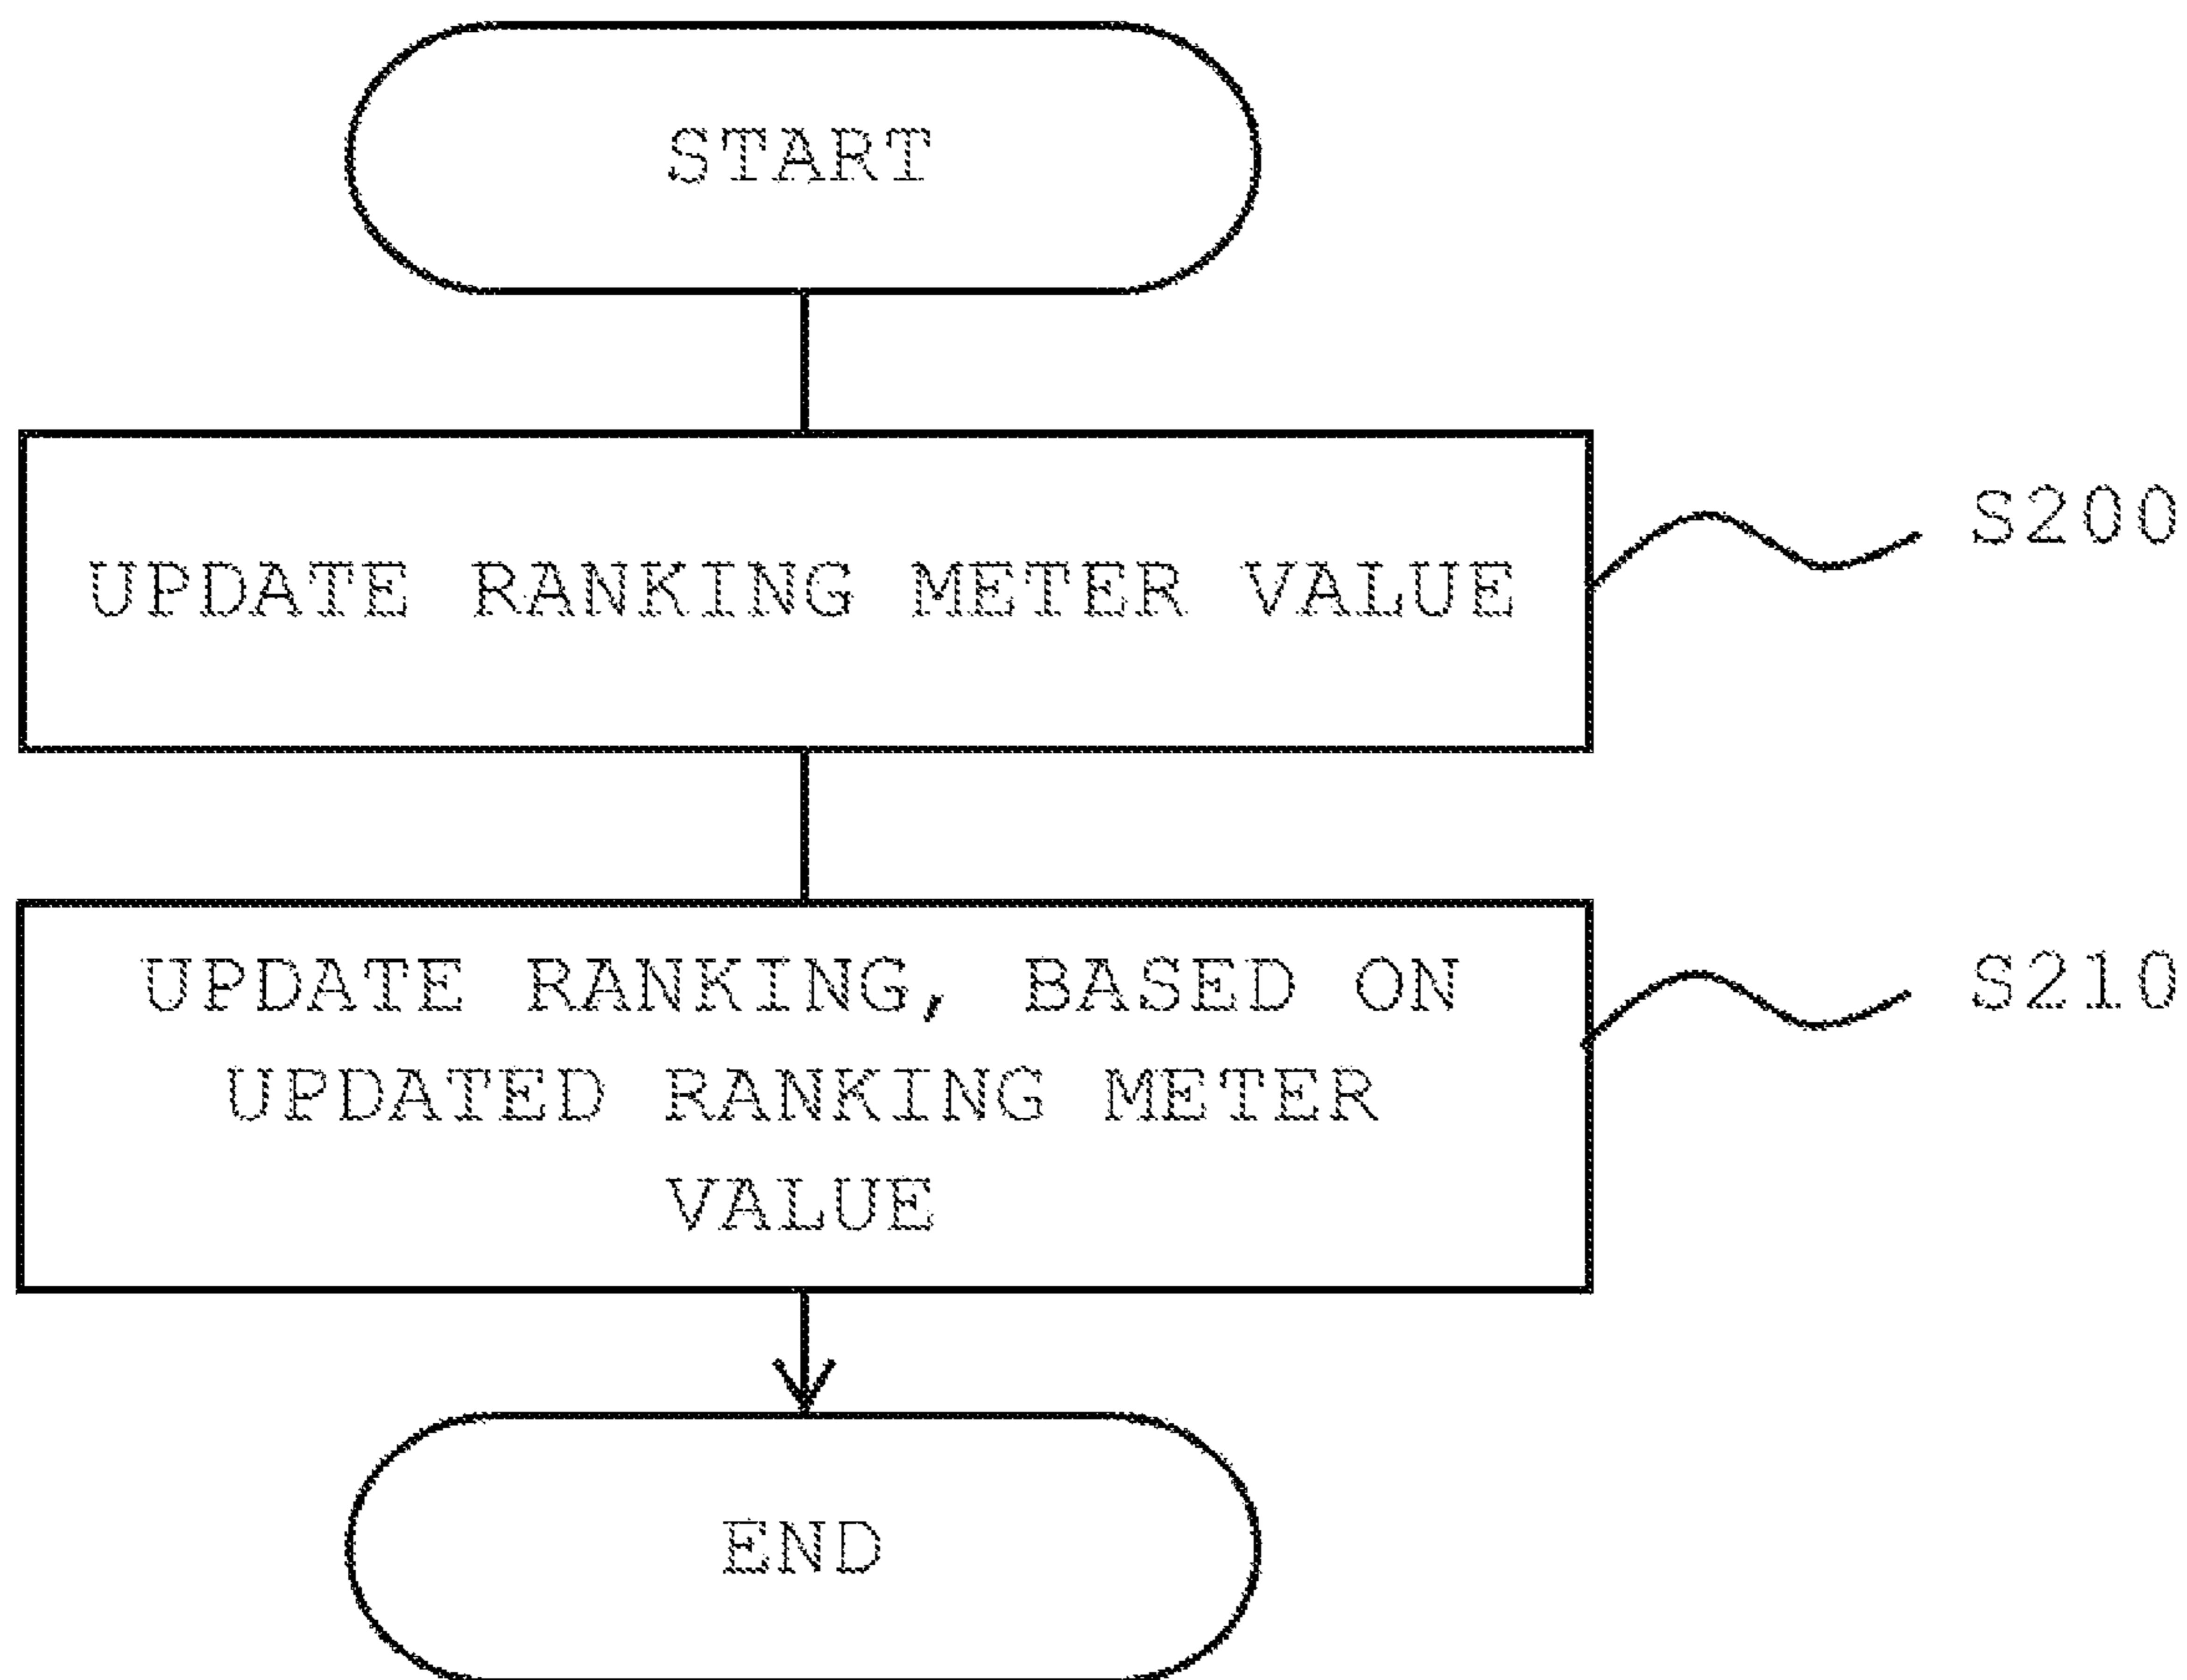 START
UPDATE RANKING METER VALUE
S200
UPDATE RANKING, BASED ON
UPDATED RANKING METER
VALUE
S210
END